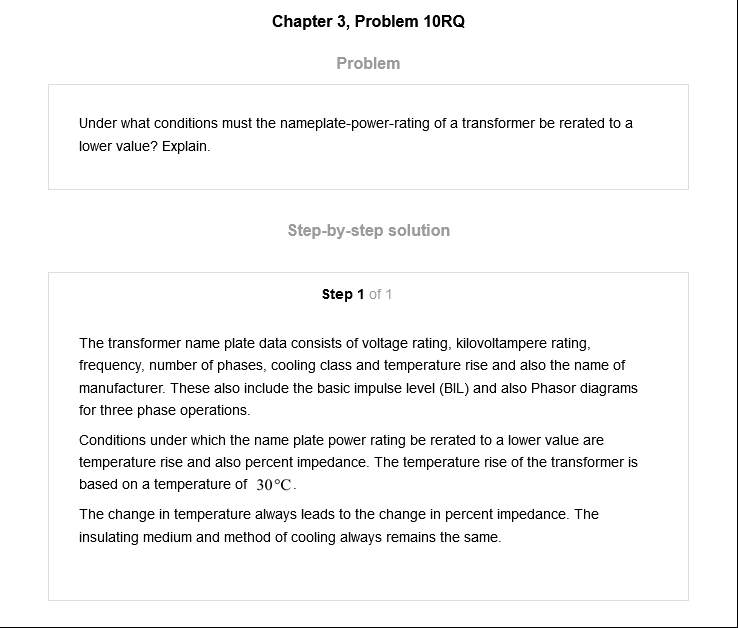 Chapter 3, Problem 10RQ
Problem
Under what conditions must the nameplate-power-rating of a transformer be rerated to a
lower value? Explain.
Step-by-step solution
Step 1 of 1
The transformer name plate data consists of voltage rating, kilovoltampere rating,
frequency, number of phases, cooling class and temperature rise and also the name of
manufacturer. These also include the basic impulse level (BIL) and also Phasor diagrams
for three phase operations.
Conditions under which the name plate power rating be rerated to a lower value are
temperature rise and also percent impedance. The temperature rise of the transformer is
based on a temperature of 30°C.
The change in temperature always leads to the change in percent impedance. The
insulating medium and method of cooling always remains the same.